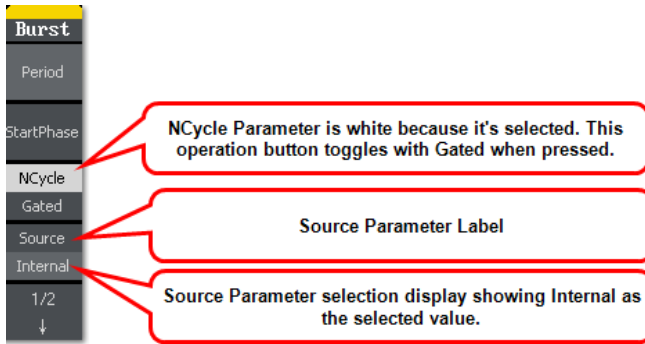 Burst
Period
StartPhase
NCycle
Gated
Source
Internal
1/2
↓
NCycle Parameter is white because it's selected. This
operation button toggles with Gated when pressed.
Source Parameter Label
Source Parameter selection display showing Internal as
the selected value.